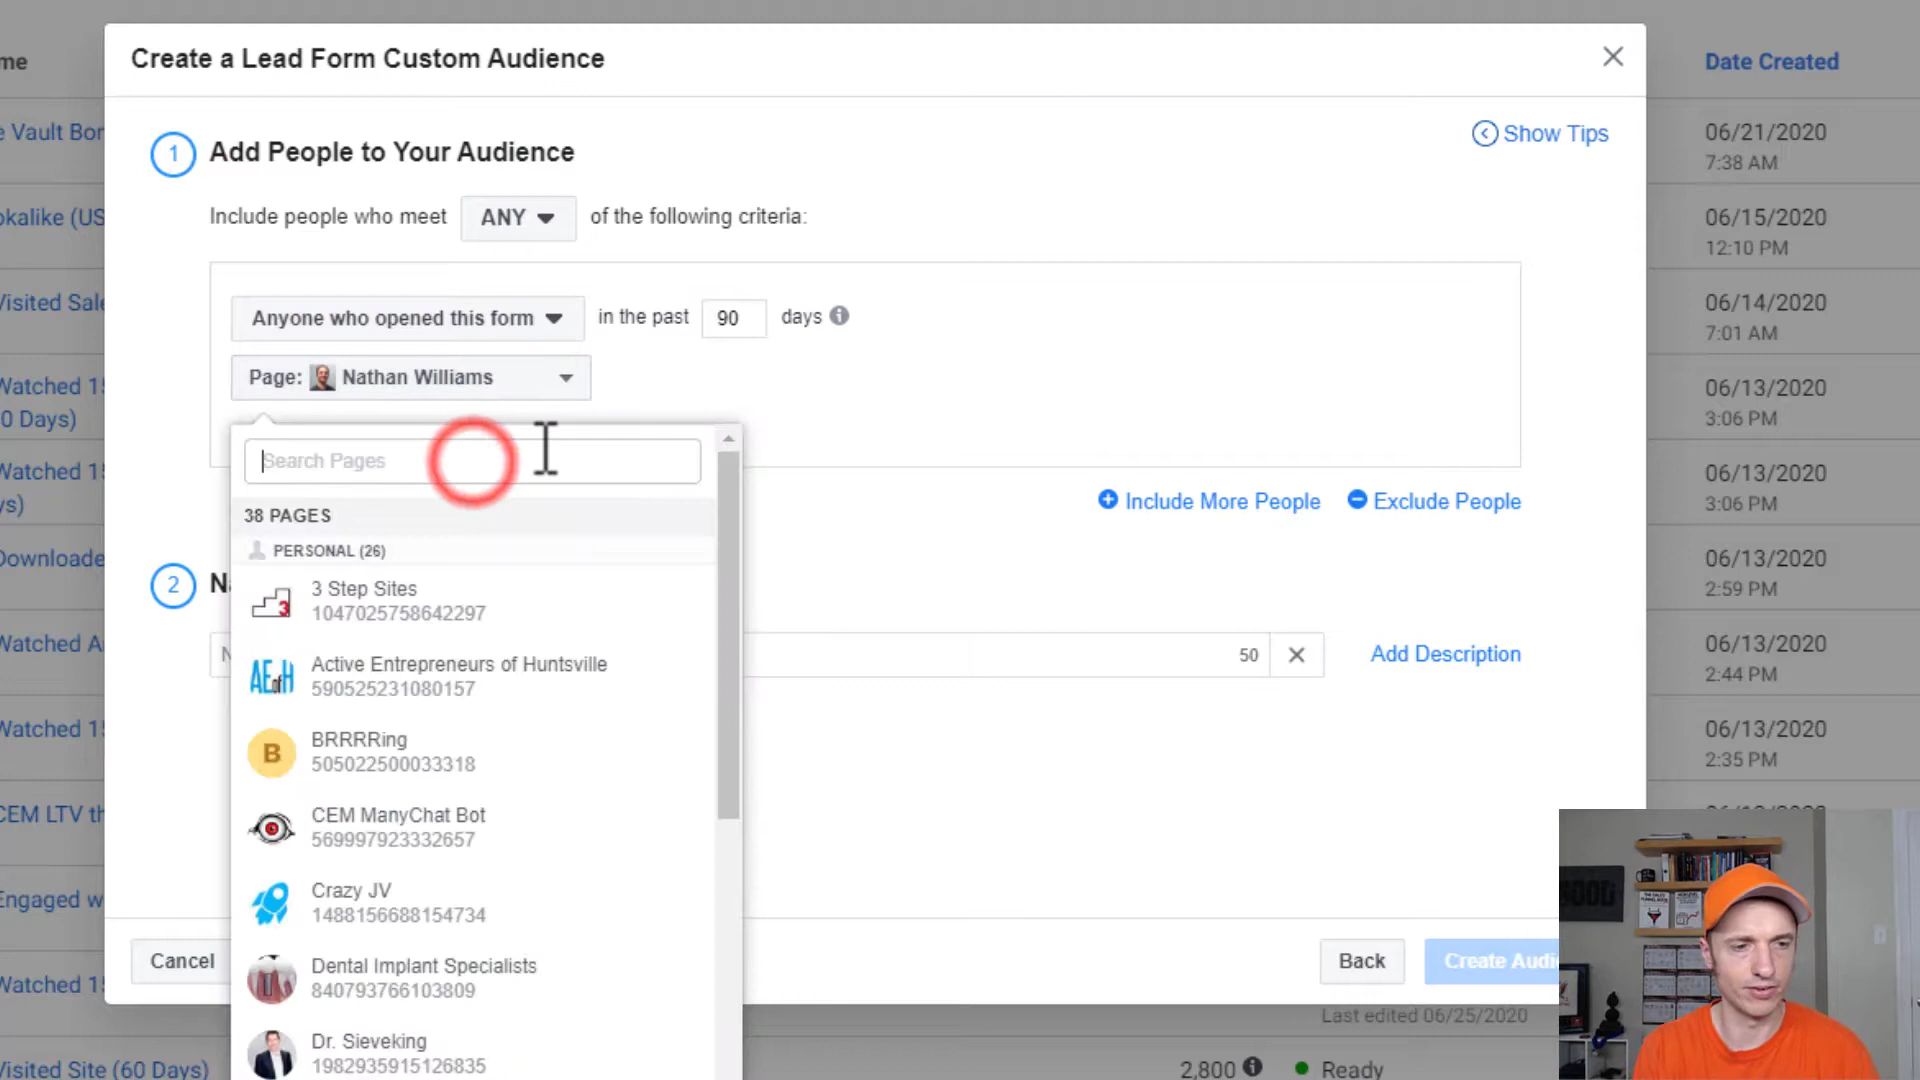 Create a Lead Form Custom Audience
me
Date Created
1
Add People to Your Audience
Show Tips
Include people who meet ANY of the following criteria:
Anyone who opened this form in the past 90 days
Page: Nathan Williams
Search Pages
38 PAGES
PERSONAL (26)
3 Step Sites
1047025758642297
Active Entrepreneurs of Huntsville
590525231080157
B
BRRRRing
505022500033318
CEM ManyChat Bot
569997923332657
Crazy JV
1488156688154734
Dental Implant Specialists
840793766103809
Dr. Sieveking
1982935915126835
Include More People
Exclude People
2
Na
N
50
Add Description
Cancel
Back
Create Audi
Last edited 06/25/2020
2,800
Ready
e Vault Bor
06/21/2020
7:38 AM
okalike (US
06/15/2020
12:10 PM
Visited Sale
06/14/2020
7:01 AM
Watched 1
0 Days)
06/13/2020
3:06 PM
Watched 1
ys)
06/13/2020
3:06 PM
Downloade
06/13/2020
2:59 PM
Watched A
06/13/2020
2:44 PM
Watched 1
06/13/2020
2:35 PM
CEM LTV th
Engaged w
Watched 1
Visited Site (60 Days)